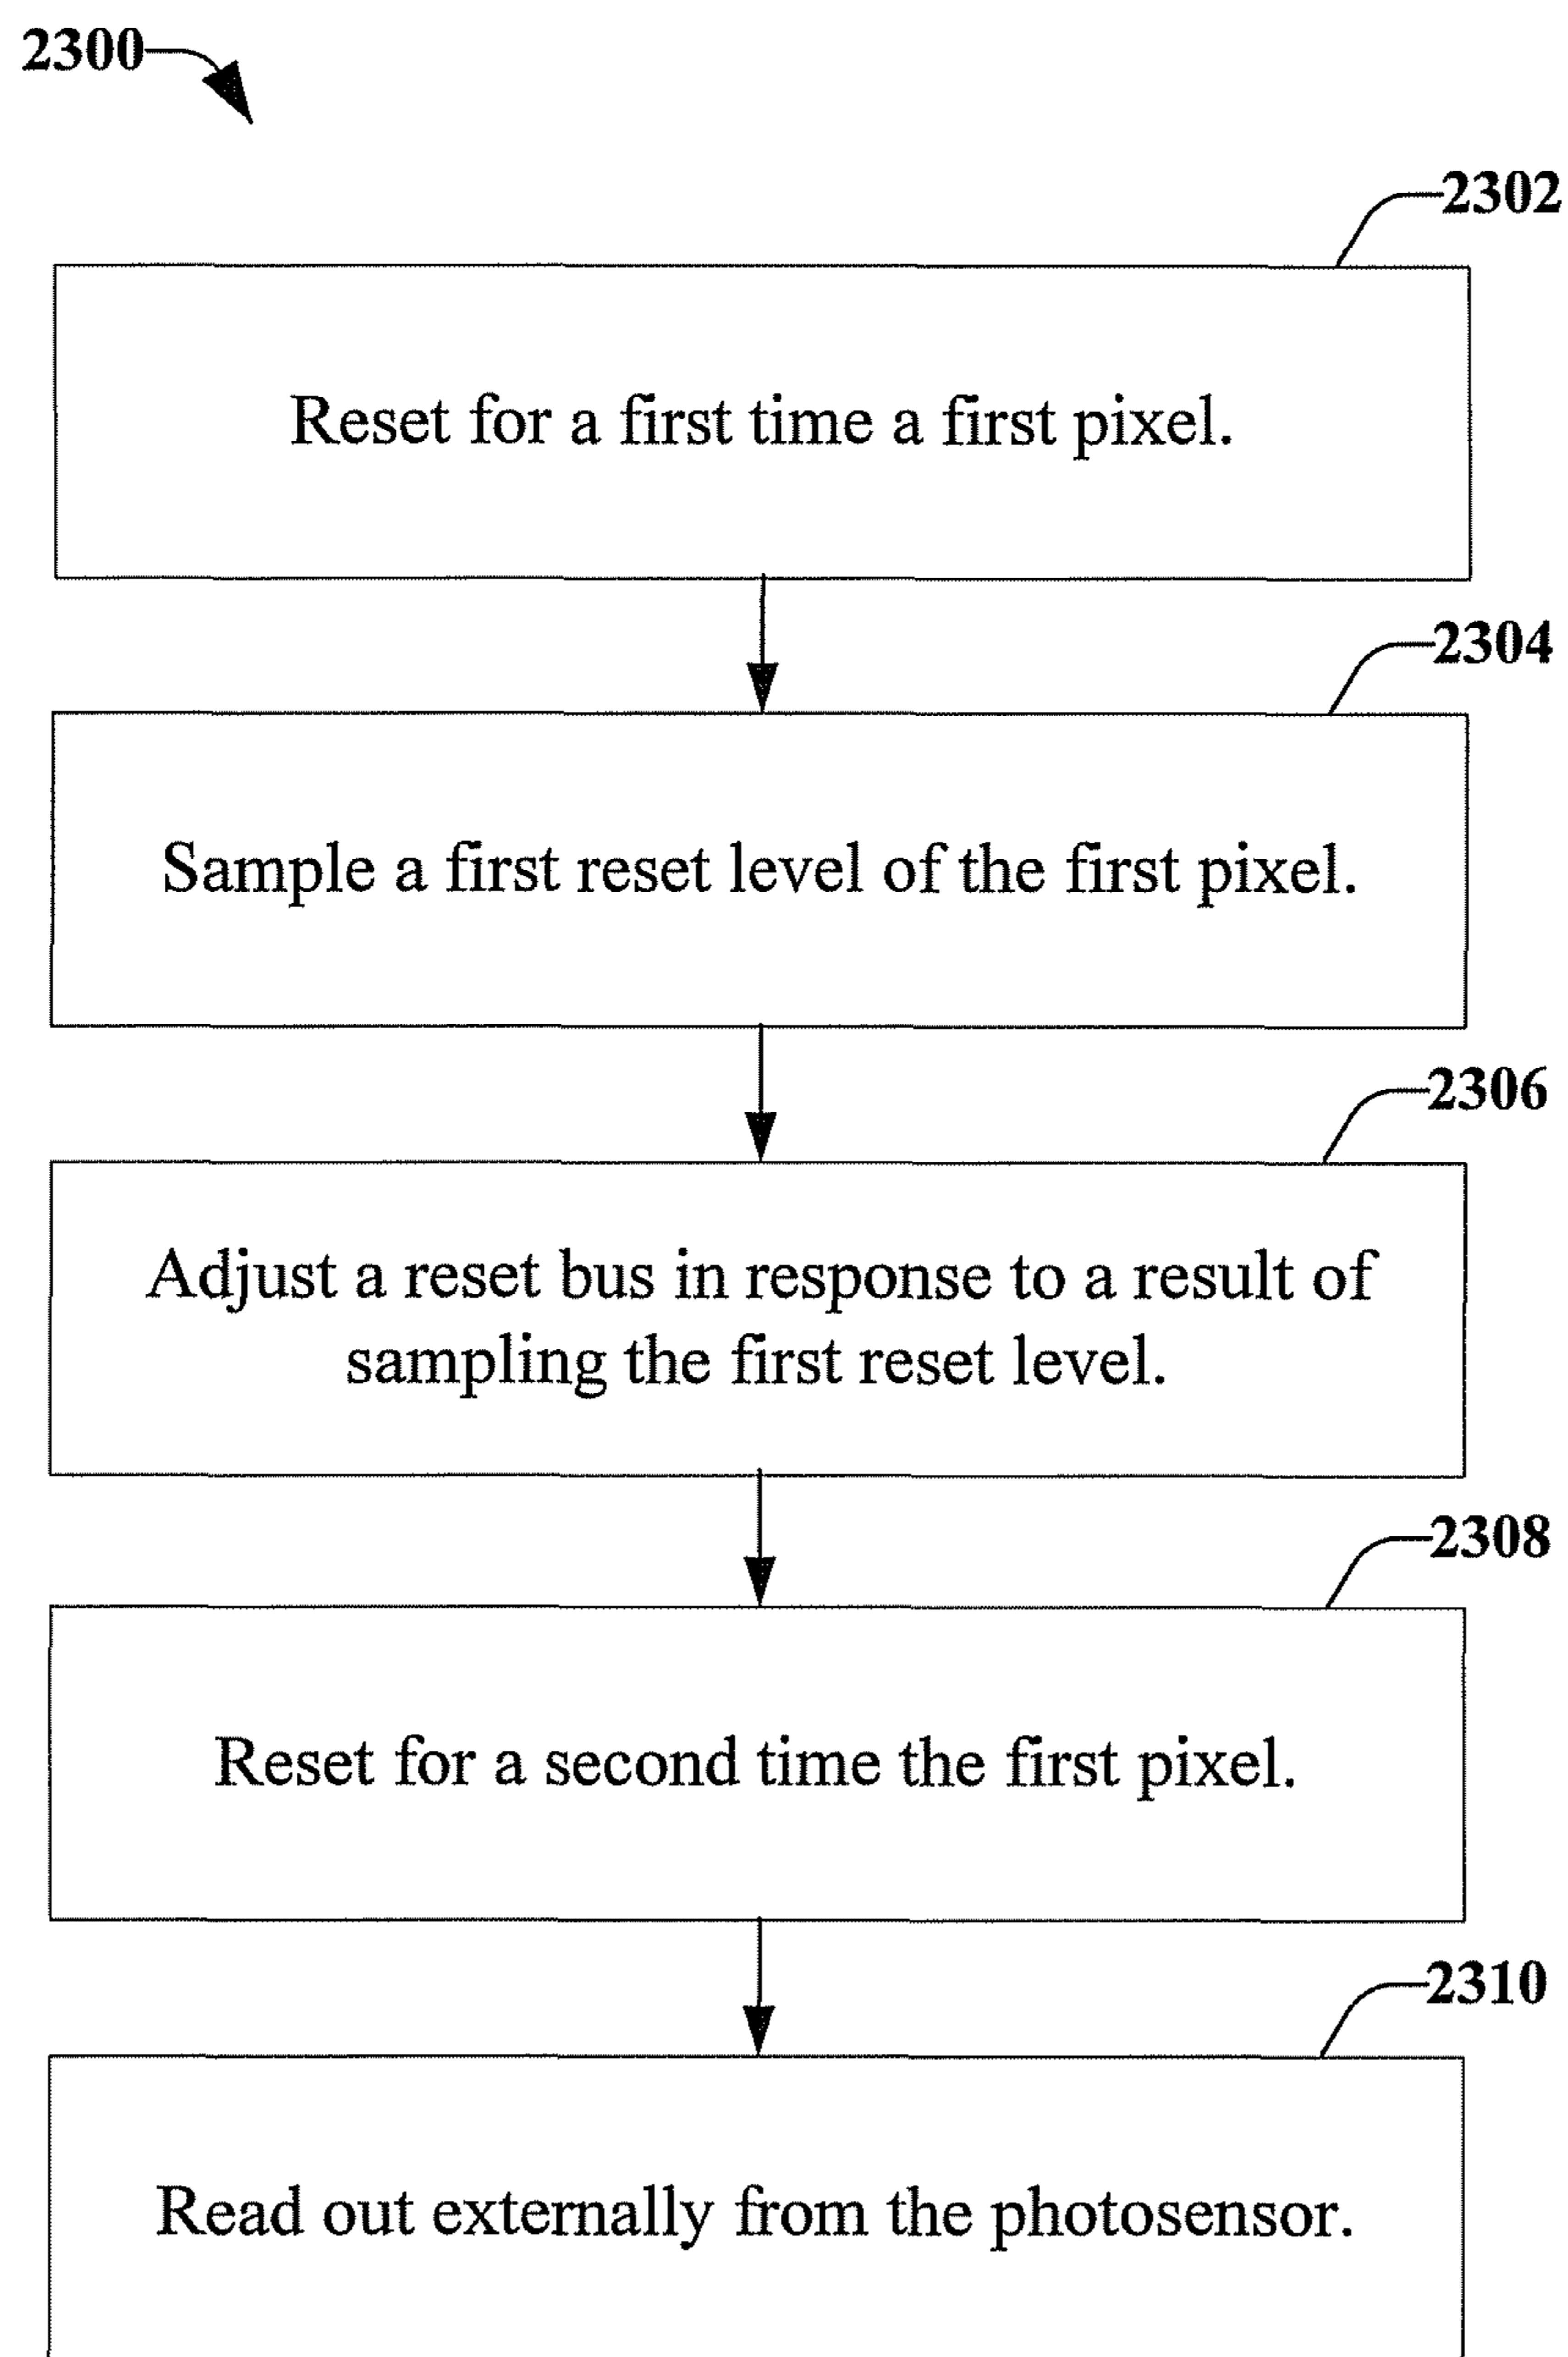 2300
2302
Reset for a first time a first pixel.
2304
Sample a first reset level of the first pixel.
2306
Adjust a reset bus in response to a result of
sampling the first reset level.
2308
Reset for a second time the first pixel.
2310
Read out externally from the photosensor.